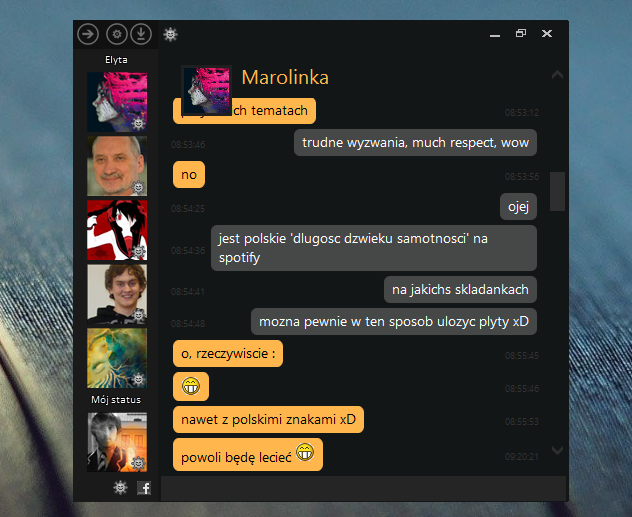 Elyta
Marolinka
tematach
08:53:12
08:53:46
trudne wyzwania, much respect, wow
no
08:53:56
08:54:25
ojej
jest polskie 'dlugosc dzwieku samotnosci' na
08:54:36
spotify
08:54:41
na jakichs skladankach
08:54:48
mozna pewnie w ten sposob ulozyc plyty xD
o, rzeczywiscie :
08:55:45
08:55:46
Mój status
nawet z polskimi znakami xD
08:55:53
powoli będę lecieć
09:20:21